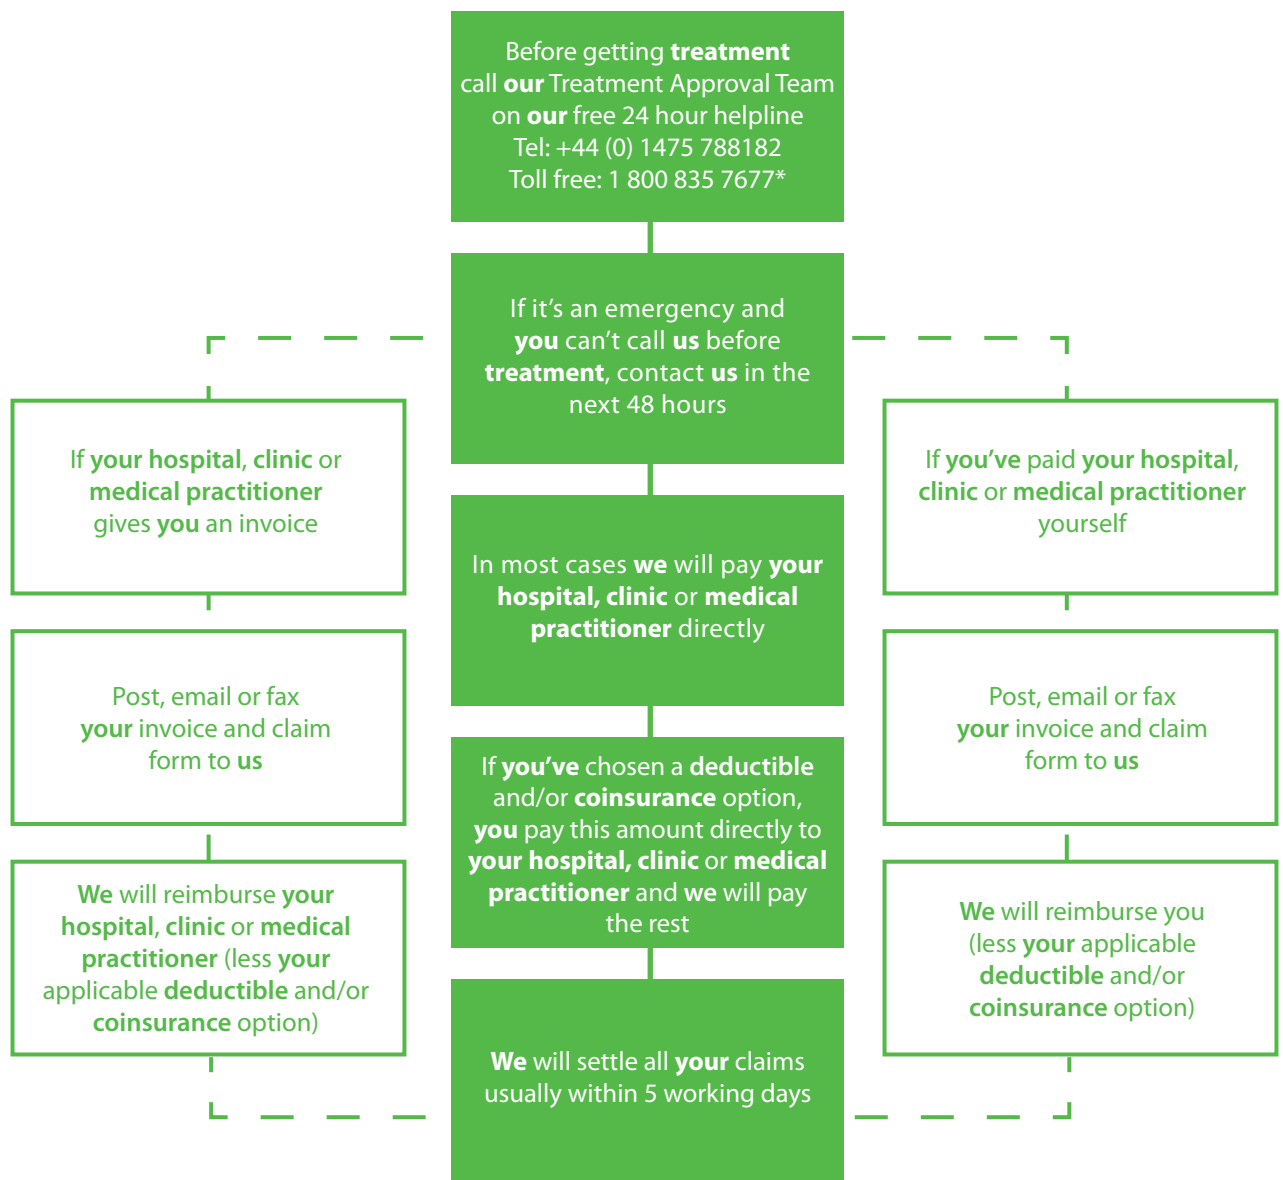 Before getting treatment
call our Treatment Approval Team
on our free 24 hour helpline
Tel: +44 (0) 1475 788182
Toll free: 1 800 835 7677*
If it’s an emergency and
you can’t call us before
treatment, contact us in the
next 48 hours
If your hospital, clinic or
medical practitioner
gives you an invoice
If you’ve paid your hospital,
clinic or medical practitioner
yourself
In most cases we will pay your
hospital, clinic or medical
practitioner directly
Post, email or fax
your invoice and claim
form to us
Post, email or fax
your invoice and claim
form to us
If you’ve chosen a deductible
and/or coinsurance option,
you pay this amount directly to
your hospital, clinic or medical
practitioner and we will pay
the rest
We will reimburse your
hospital, clinic or medical
practitioner (less your
applicable deductible and/or
coinsurance option)
We will reimburse you
(less your applicable
deductible and/or
coinsurance option)
We will settle all your claims
usually within 5 working days